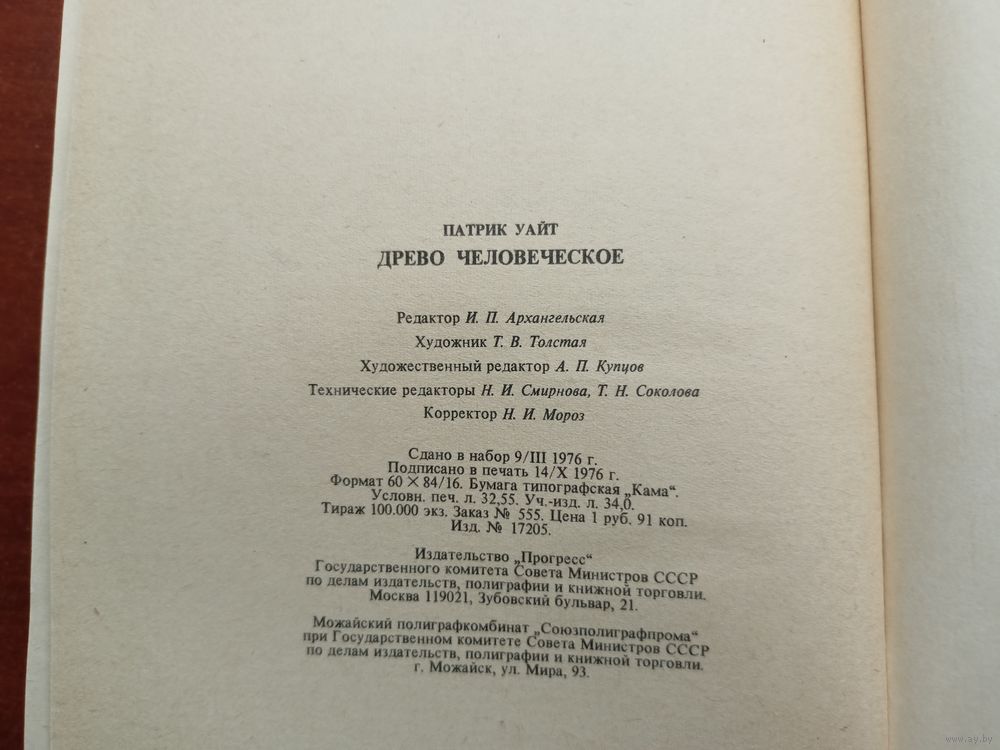 ПАТРИК УАЙТ
ДРЕВО ЧЕЛОВЕЧЕСКОЕ
Редактор И. П. Архангельская
Художник Т. В. Толстая
Художественный редактор А. П. Купцов
Технические редакторы Н. И. Смирнова, Т. Н. Соколова
Корректор Н. И. Мороз
Сдано в набор 9/III 1976 г.
Подписано в печать 14/X 1976 г.
Формат 60 × 84/16. Бумага типографская „Кама“.
Условн. печ. л. 32,55. Уч.-изд. л. 34,0.
Тираж 100.000 экз. Заказ № 555. Цена 1 руб. 91 коп.
Изд. № 17205.
Издательство „Прогресс“
Государственного комитета Совета Министров СССР
по делам издательств, полиграфии и книжной торговли.
Москва 119021, Зубовский бульвар, 21.
Можайский полиграфкомбинат „Союзполиграфпрома“
при Государственном комитете Совета Министров СССР
по делам издательств, полиграфии и книжной торговли.
г. Можайск, ул. Мира, 93.
www.ay.by